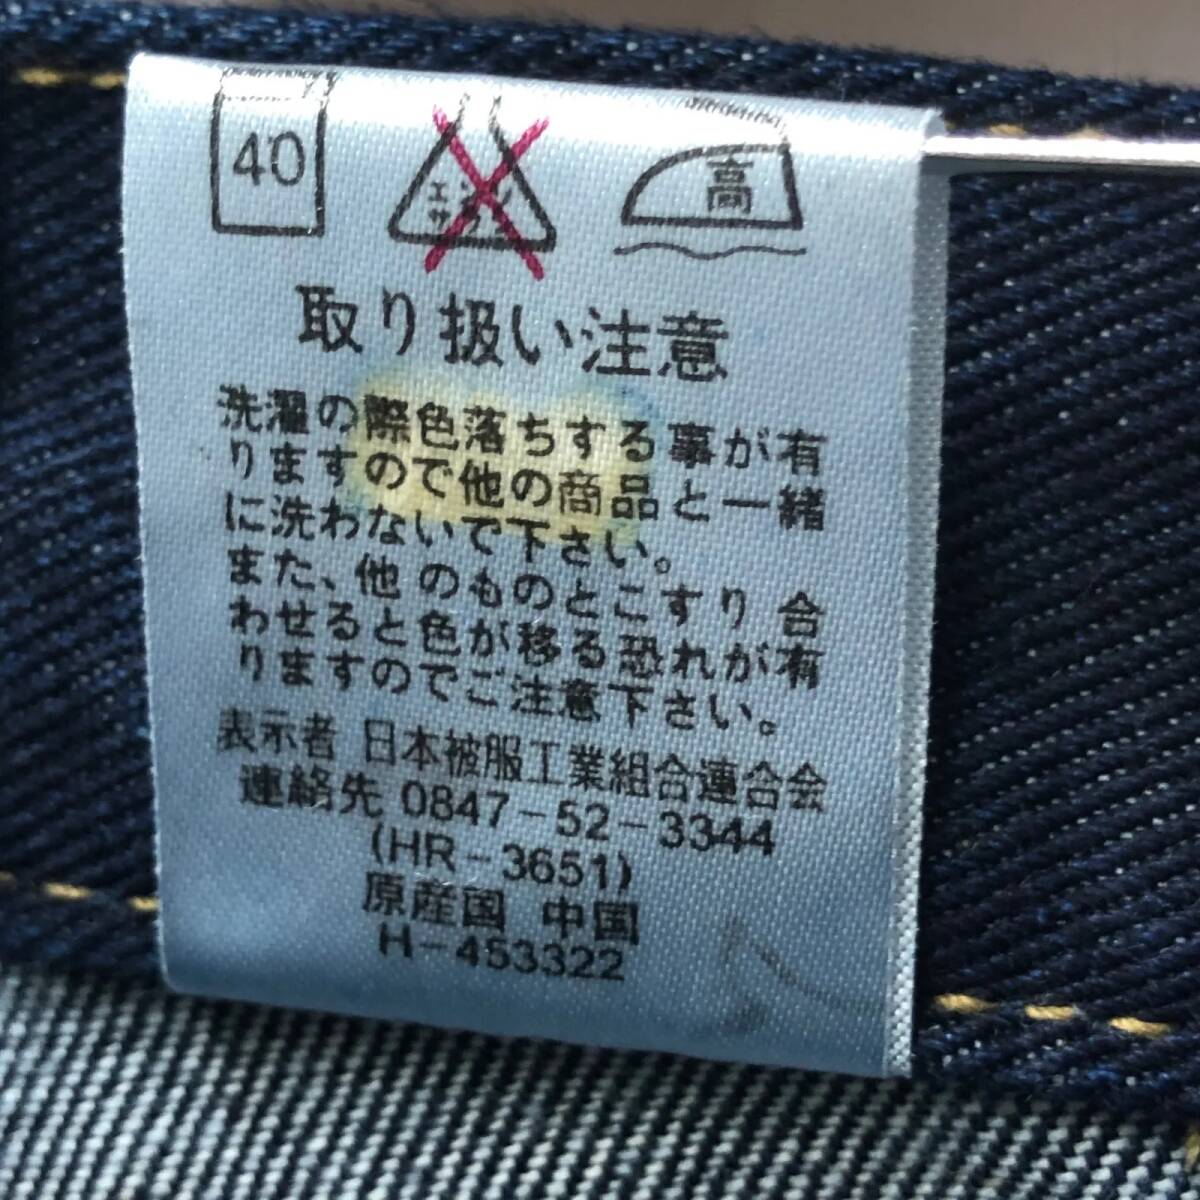 40
エンソ
サラシ
高
取り扱い注意
洗濯の際色落ちする事が有
りますので他の商品と一緒
に洗わないで下さい。
また、他のものとこすり合
わせると色が移る恐れが有
りますのでご注意下さい。
表示者 日本被服工業組合連合会
連絡先 0847-52-3344
(HR-3651)
原産国 中国
H-453322